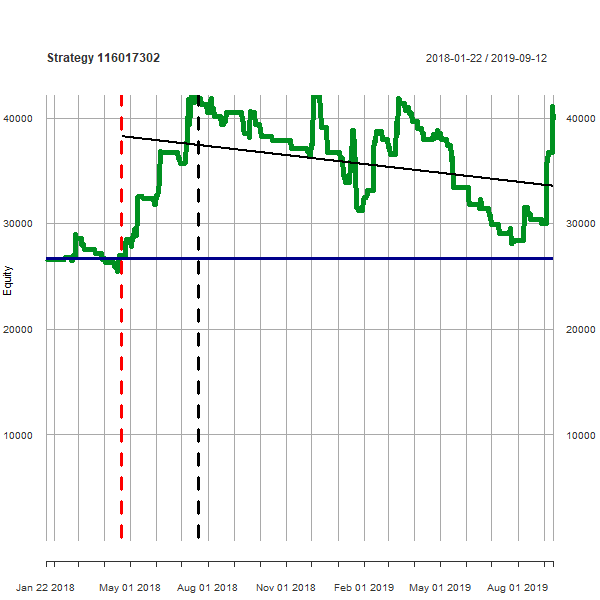 Strategy 116017302
2018-01-22 / 2019-09-12
40000
40000
30000
30000
Equity
20000
20000
10000
10000
Jan 22 2018
May 01 2018
Aug 01 2018
Nov 01 2018
Feb 01 2019
May 01 2019
Aug 01 2019